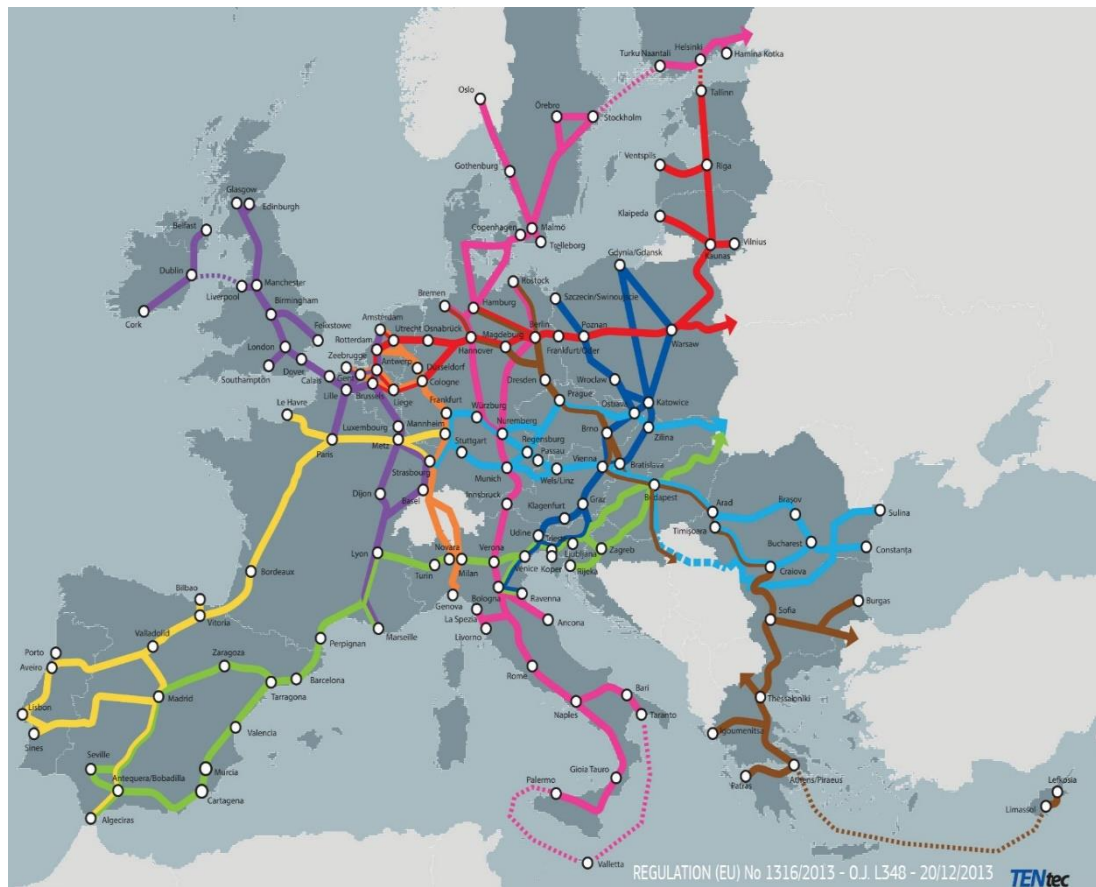 Helsinki
Turku Naantali
Hamina Kotka
Oslo
Örebro
Stockholm
Tallinn
Ventspils
Riga
Gothenburg
Glasgow
Edinburgh
Klaipeda
Belfast
Copenhagen
Malmö
Trelleborg
Vilnius
Kaunas
Gdynia/Gdansk
Dublin
Manchester
Liverpool
Rostock
Szczecin/Swinoujscie
Bremen
Hamburg
Birmingham
Cork
Felixstowe
Amsterdam
Utrecht
Osnabrück
Magdeburg
Berlin
Poznan
Rotterdam
Hannover
Frankfurt/Oder
Warsaw
London
Zeebrugge
Antwerp
Düsseldorf
Southampton
Dover
Calais
Gent
Cologne
Dresden
Wroclaw
Lille
Brussels
Liege
Frankfurt
Prague
Ostrava
Katowice
Le Havre
Würzburg
Luxembourg
Mannheim
Nuremberg
Brno
Zilina
Paris
Metz
Stuttgart
Regensburg
Passau
Strasbourg
Munich
Wels/Linz
Vienna
Bratislava
Dijon
Basel
Innsbruck
Budapest
Klagenfurt
Graz
Arad
Braşov
Sulina
Udine
Timişoara
Lyon
Novara
Verona
Trieste
Ljubljana
Zagreb
Bucharest
Constanţa
Turin
Milan
Venice
Koper
Rijeka
Craiova
Bordeaux
Genova
Bologna
Ravenna
Bilbao
La Spezia
Ancona
Sofia
Burgas
Vitoria
Livorno
Marseille
Valladolid
Perpignan
Porto
Aveiro
Zaragoza
Barcelona
Rome
Tarragona
Madrid
Bari
Thessaloniki
Lisbon
Naples
Taranto
Sines
Valencia
Igoumenitsa
Seville
Murcia
Gioia Tauro
Athens/Piraeus
Antequera/Bobadilla
Palermo
Patras
Lefkosia
Cartagena
Limassol
Algeciras
Valletta
REGULATION (EU) No 1316/2013 - O.J. L348 - 20/12/2013
TENtec